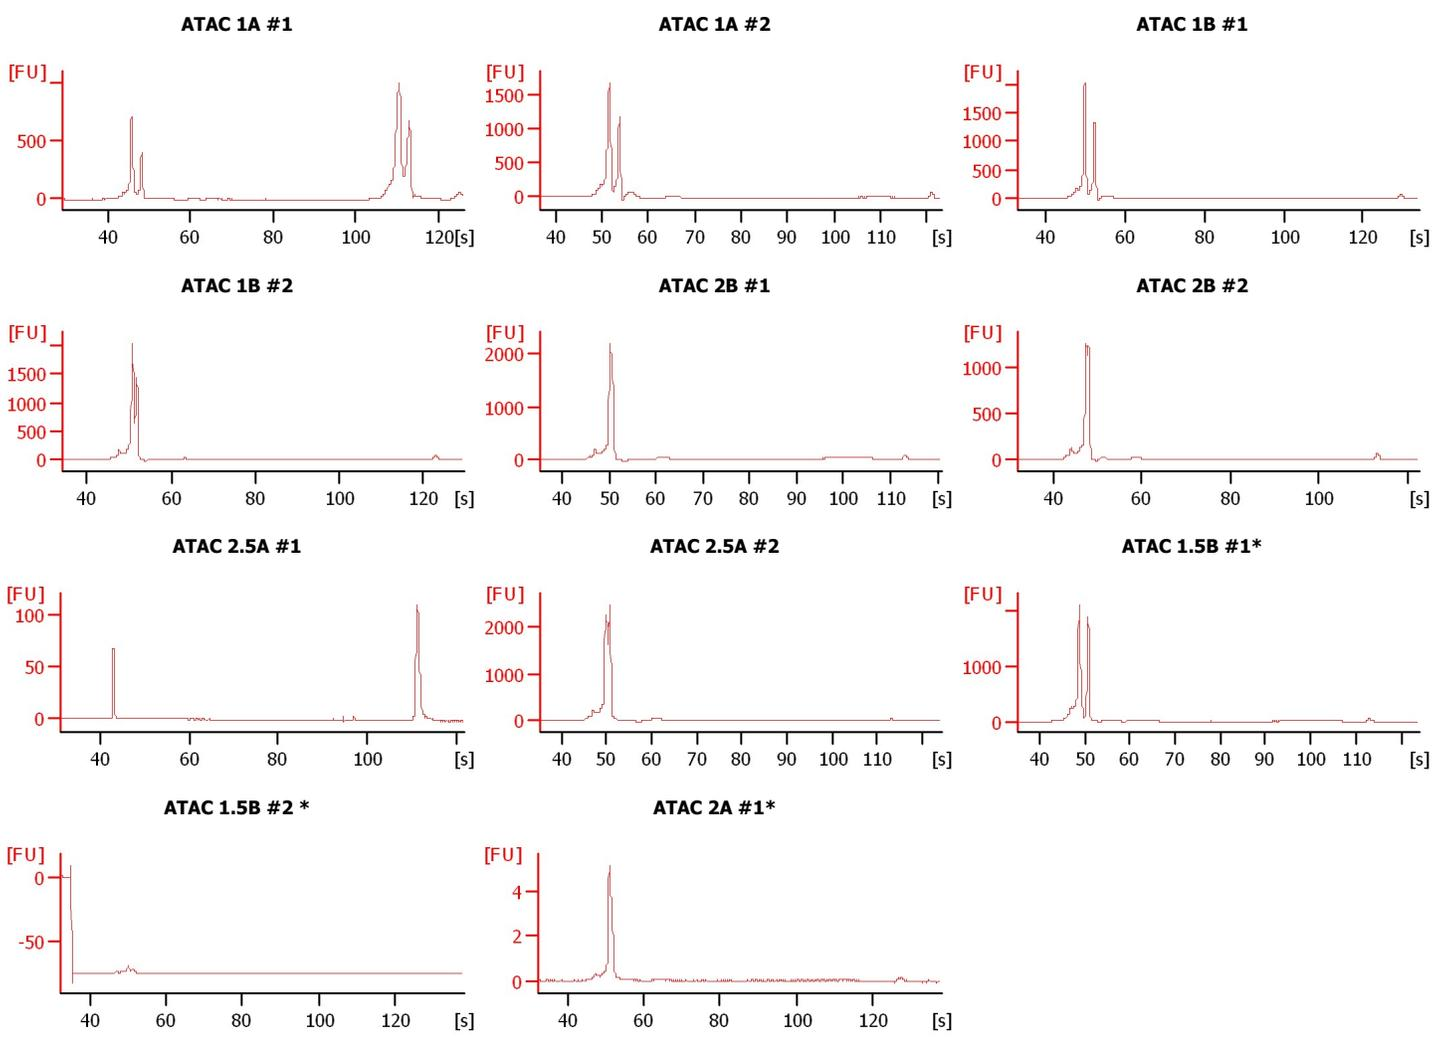 ATAC 1A #1
[FU]
500
0
40 60 80 100 120 [s]
ATAC 1A #2
[FU]
1500
1000
500
0
40 50 60 70 80 90 100 110 [s]
ATAC 1B #1
[FU]
1500
1000
500
0
40 60 80 100 120 [s]
ATAC 1B #2
[FU]
1500
1000
500
0
40 60 80 100 120 [s]
ATAC 2B #1
[FU]
2000
1000
0
40 50 60 70 80 90 100 110 [s]
ATAC 2B #2
[FU]
1000
500
0
40 60 80 100 [s]
ATAC 2.5A #1
[FU]
100
50
0
40 60 80 100 [s]
ATAC 2.5A #2
[FU]
2000
1000
0
40 50 60 70 80 90 100 110 [s]
ATAC 1.5B #1*
[FU]
1000
0
40 50 60 70 80 90 100 110 [s]
ATAC 1.5B #2 *
[FU]
0
-50
40 60 80 100 120 [s]
ATAC 2A #1*
[FU]
4
2
0
40 60 80 100 120 [s]